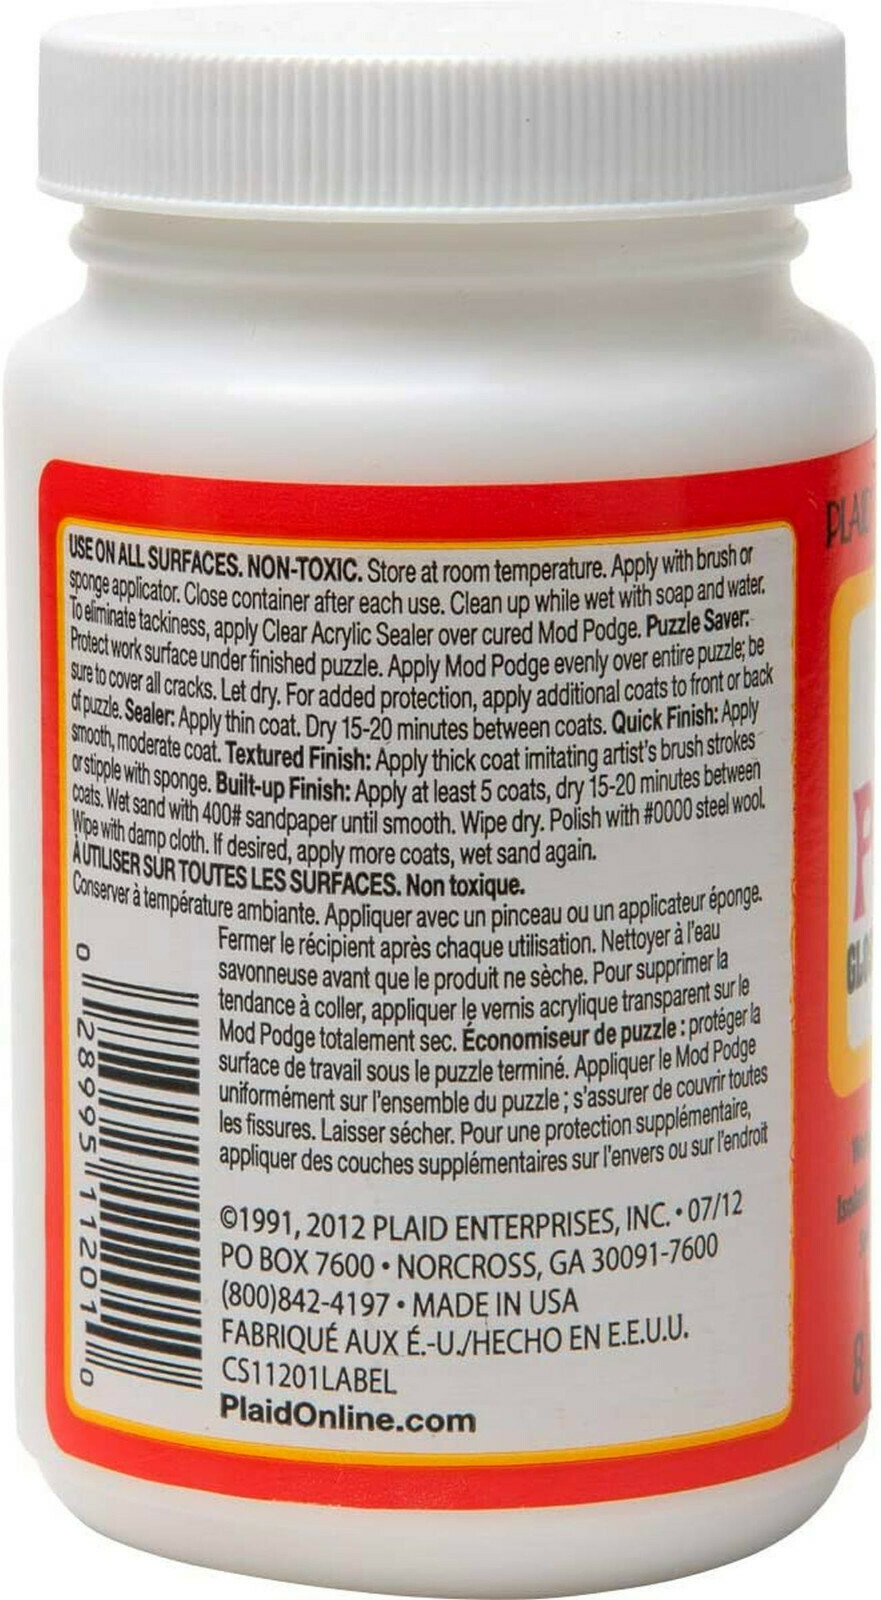 USE ON ALL SURFACES. NON-TOXIC. Store at room temperature. Apply with brush or
sponge applicator. Close container after each use. Clean up while wet with soap and water.
To eliminate tackiness, apply Clear Acrylic Sealer over cured Mod Podge. Puzzle Saver:
Protect work surface under finished puzzle. Apply Mod Podge evenly over entire puzzle; be
sure to cover all cracks. Let dry. For added protection, apply additional coats to front or back
of puzzle. Sealer: Apply thin coat. Dry 15-20 minutes between coats. Quick Finish: Apply
smooth, moderate coat. Textured Finish: Apply thick coat imitating artist's brush strokes
or stipple with sponge. Built-up Finish: Apply at least 5 coats, dry 15-20 minutes between
coats. Wet sand with 400# sandpaper until smooth. Wipe dry. Polish with #0000 steel wool.
Wipe with damp cloth. If desired, apply more coats, wet sand again.
À UTILISER SUR TOUTES LES SURFACES. Non toxique.
Conserver à température ambiante. Appliquer avec un pinceau ou un applicateur éponge.
Fermer le récipient après chaque utilisation. Nettoyer à l'eau
savonneuse avant que le produit ne sèche. Pour supprimer la
tendance à coller, appliquer le vernis acrylique transparent sur le
Mod Podge totalement sec. Économiseur de puzzle : protéger la
surface de travail sous le puzzle terminé. Appliquer le Mod Podge
uniformément sur l'ensemble du puzzle ; s'assurer de couvrir toutes
les fissures. Laisser sécher. Pour une protection supplémentaire,
appliquer des couches supplémentaires sur l'envers ou sur l'endroit
©1991, 2012 PLAID ENTERPRISES, INC. • 07/12
PO BOX 7600 • NORCROSS, GA 30091-7600
(800)842-4197 • MADE IN USA
FABRIQUÉ AUX É.-U./HECHO EN E.E.U.U.
CS11201LABEL
PlaidOnline.com
0 28995 11201 0
PLAID
8